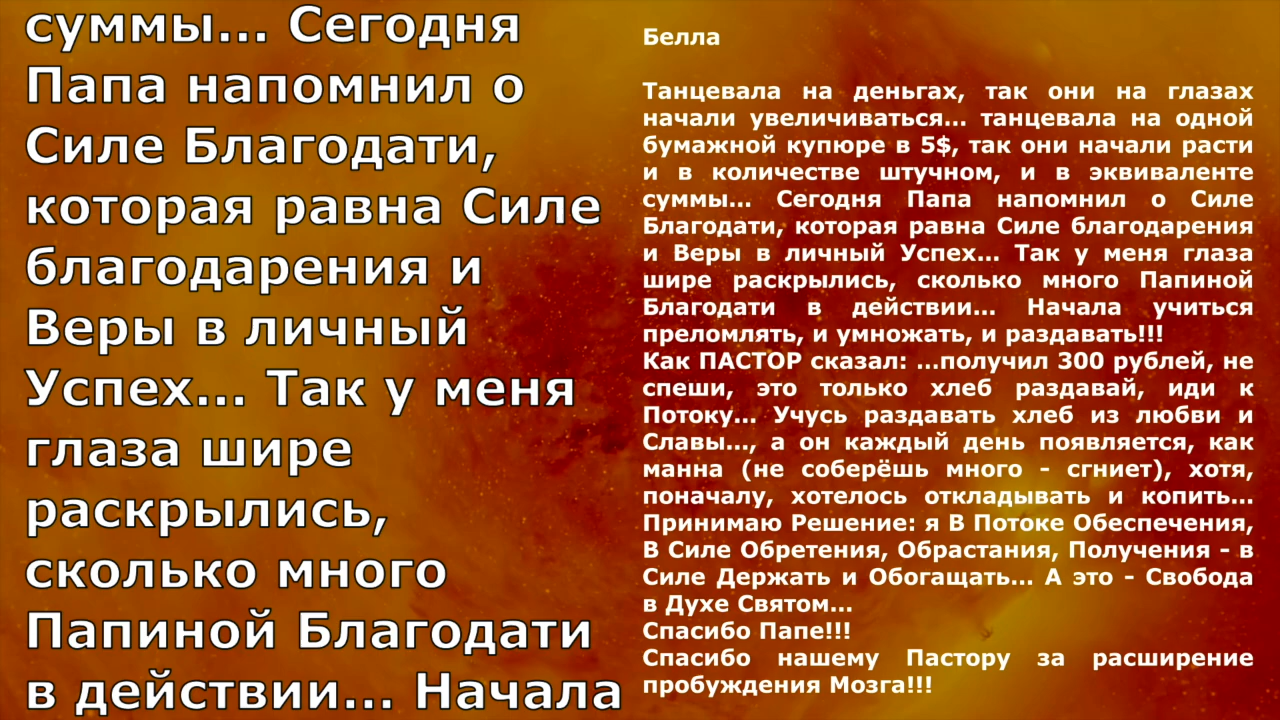 суммы... Сегодня
Папа напомнил о
Силе Благодати,
которая равна Силе
благодарения и
Веры в личный
Успех... Так у меня
глаза шире
раскрылись,
сколько много
Папиной Благодати
в действии... Начала
Белла
Танцевала на деньгах, так они на глазах
начали увеличиваться... танцевала на одной
бумажной купюре в 5$, так они начали расти
и в количестве штучном, и в эквиваленте
суммы... Сегодня Папа напомнил о Силе
Благодати, которая равна Силе благодарения
и Веры в личный Успех... Так у меня глаза
шире раскрылись, сколько много Папиной
Благодати в действии... Начала учиться
преломлять, и умножать, и раздавать!!!
Как ПАСТОР сказал: ...получил 300 рублей, не
спеши, это только хлеб раздавай, иди к
Потоку... Учусь раздавать хлеб из любви и
Славы..., а он каждый день появляется, как
манна (не соберёшь много - сгниет), хотя,
поначалу, хотелось откладывать и копить...
Принимаю Решение: я В Потоке Обеспечения,
В Силе Обретения, Обрастания, Получения - в
Силе Держать и Обогащать... А это - Свобода
в Духе Святом...
Спасибо Папе!!!
Спасибо нашему Пастору за расширение
пробуждения Мозга!!!